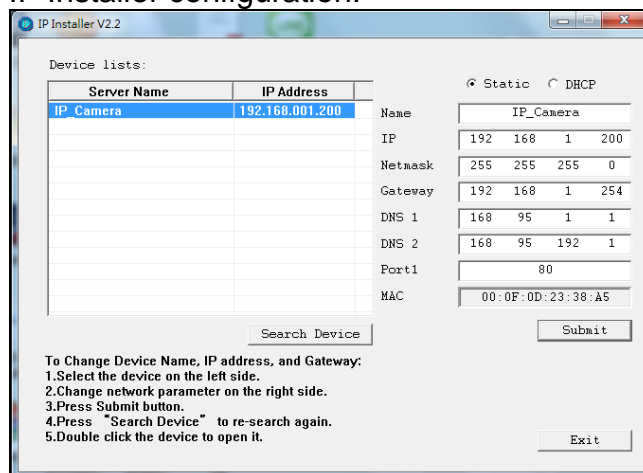 IP Installer configuration.
IP Installer V2.2
Device lists:
Server Name IP Address
IP_Camera 192.168.001.200
Static DHCP
Name IP_Camera
IP 192 168 1 200
Netmask 255 255 255 0
Gateway 192 168 1 254
DNS 1 168 95 1 1
DNS 2 168 95 192 1
Port1 80
MAC 00:0F:0D:23:38:A5
Search Device
Submit
To Change Device Name, IP address, and Gateway:
1.Select the device on the left side.
2.Change network parameter on the right side.
3.Press Submit button.
4.Press “Search Device” to re-search again.
5.Double click the device to open it.
Exit